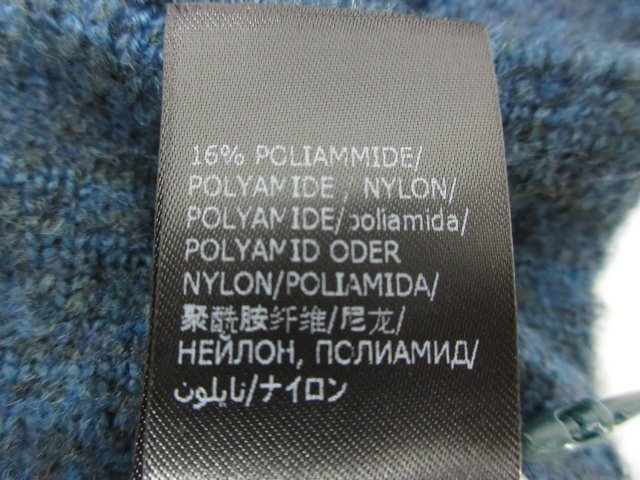 16% POLIAMMIDE/
POLYAMIDE, NYLON/
POLYAMIDE/poliamida/
POLYAMID ODER
NYLON/POLIAMIDA/
聚酰胺纤维/尼龙/
НЕЙЛОН, ПОЛИАМИД/
نايلون/ナイロン